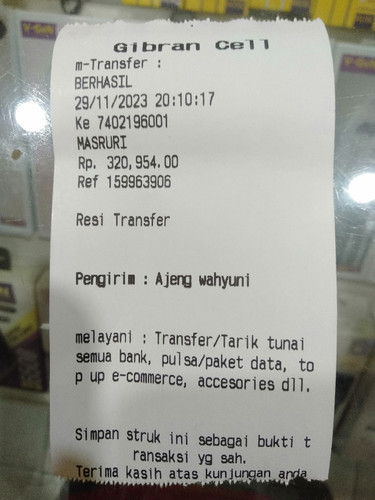 Gibran Cell
m-Transfer :
BERHASIL
29/11/2023 20:10:17
Ke 7402196001
MASRURI
Rp. 320,954.00
Ref 159963906
Resi Transfer
Pengirim : Ajeng wahyuni
melayani : Transfer/Tarik tunai
semua bank, pulsa/paket data, to
p up e-commerce, accesories dll.
Simpan struk ini sebagai bukti t
ransaksi yg sah.
Terima kasih atas kunjungan anda